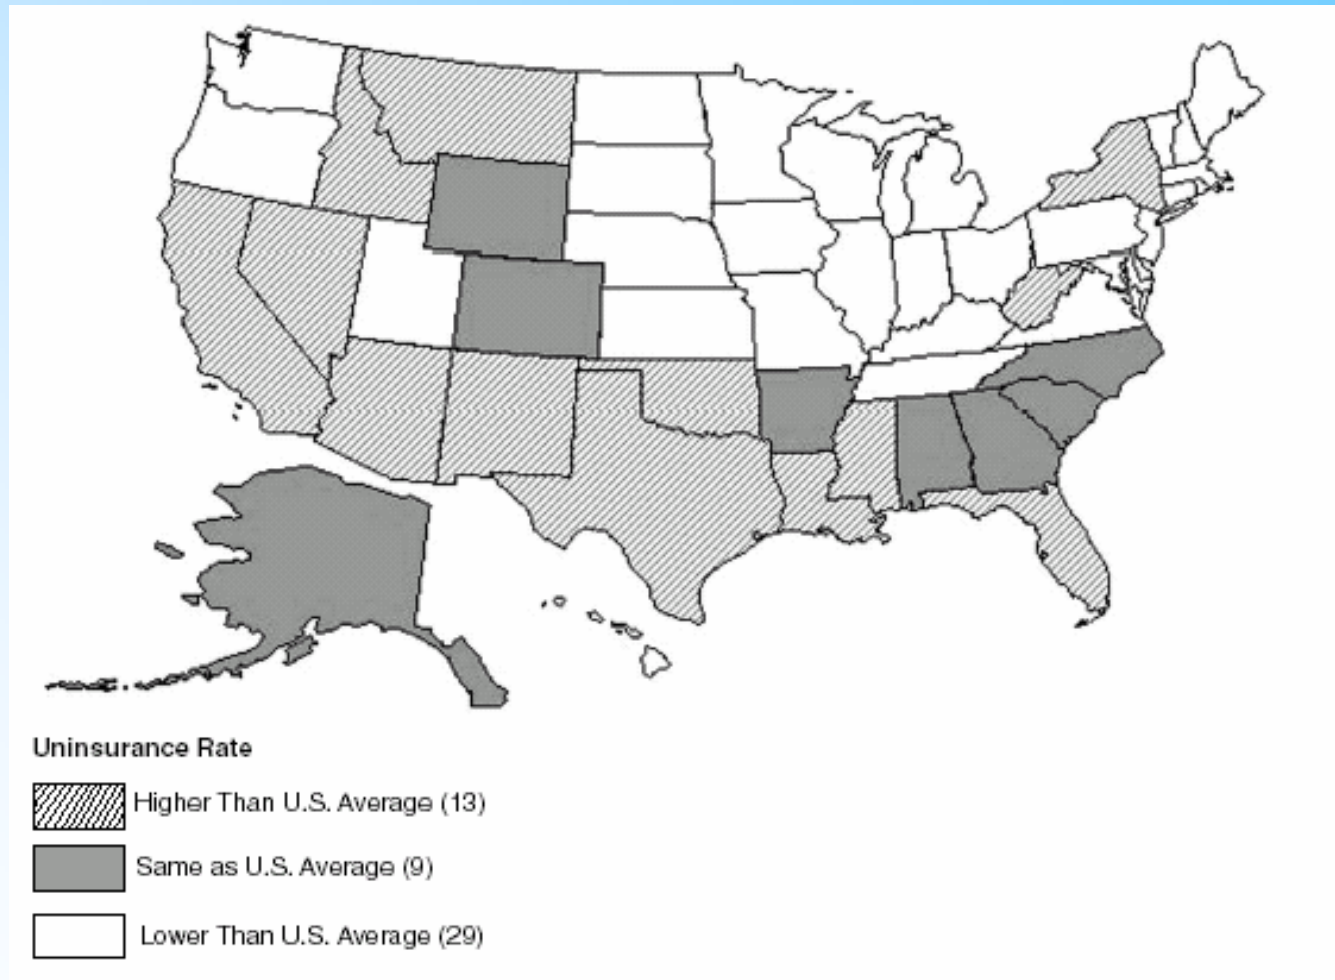 Uninsurance Rate
Higher Than U.S. Average (13)
Same as U.S. Average (9)
Lower Than U.S. Average (29)